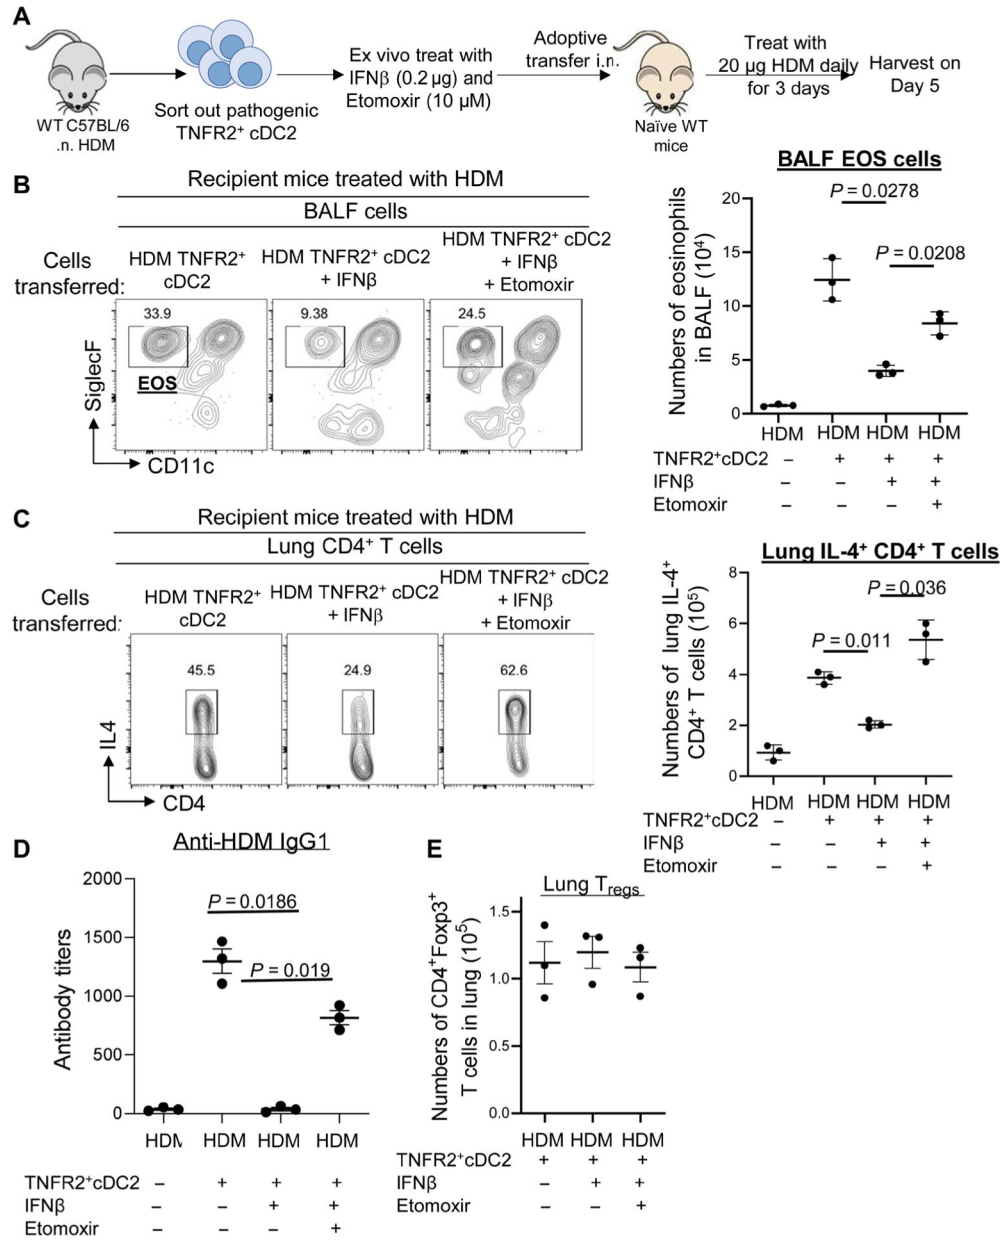 A
WT C57BL/6
.n. HDM
Sort out pathogenic
TNFR2⁺ cDC2
Ex vivo treat with
IFNβ (0.2 µg) and
Etomoxir (10 µM)
Adoptive
transfer i.n.
Naïve WT
mice
Treat with
20 µg HDM daily
for 3 days
Harvest on
Day 5
B
Recipient mice treated with HDM
BALF cells
Cells
transferred:
HDM TNFR2⁺
cDC2
HDM TNFR2⁺ cDC2
+ IFNβ
HDM TNFR2⁺ cDC2
+ IFNβ
+ Etomoxir
33.9
9.38
24.5
EOS
SiglecF
CD11c
BALF EOS cells
P = 0.0278
P = 0.0208
Numbers of eosinophils
in BALF (10⁴)
20
15
10
5
0
HDM HDM HDM HDM
TNFR2⁺cDC2 – + + +
IFNβ – – + +
Etomoxir – – – +
C
Recipient mice treated with HDM
Lung CD4⁺ T cells
Cells
transferred:
HDM TNFR2⁺
cDC2
HDM TNFR2⁺ cDC2
+ IFNβ
HDM TNFR2⁺ cDC2
+ IFNβ
+ Etomoxir
45.5
24.9
62.6
IL4
CD4
Lung IL-4⁺ CD4⁺ T cells
P = 0.036
P = 0.011
Numbers of lung IL-4⁺
CD4⁺ T cells (10⁵)
8
6
4
2
0
HDM HDM HDM HDM
TNFR2⁺cDC2 – + + +
IFNβ – – + +
Etomoxir – – – +
D
Anti-HDM IgG1
P = 0.0186
P = 0.019
Antibody titers
2000
1500
1000
500
0
HDM HDM HDM HDM
TNFR2⁺cDC2 – + + +
IFNβ – – + +
Etomoxir – – – +
E
Lung Tregs
Numbers of CD4⁺Foxp3⁺
T cells in lung (10⁵)
1.5
1.0
0.5
0.0
HDM HDM HDM
TNFR2⁺cDC2 + + +
IFNβ – + +
Etomoxir – – +